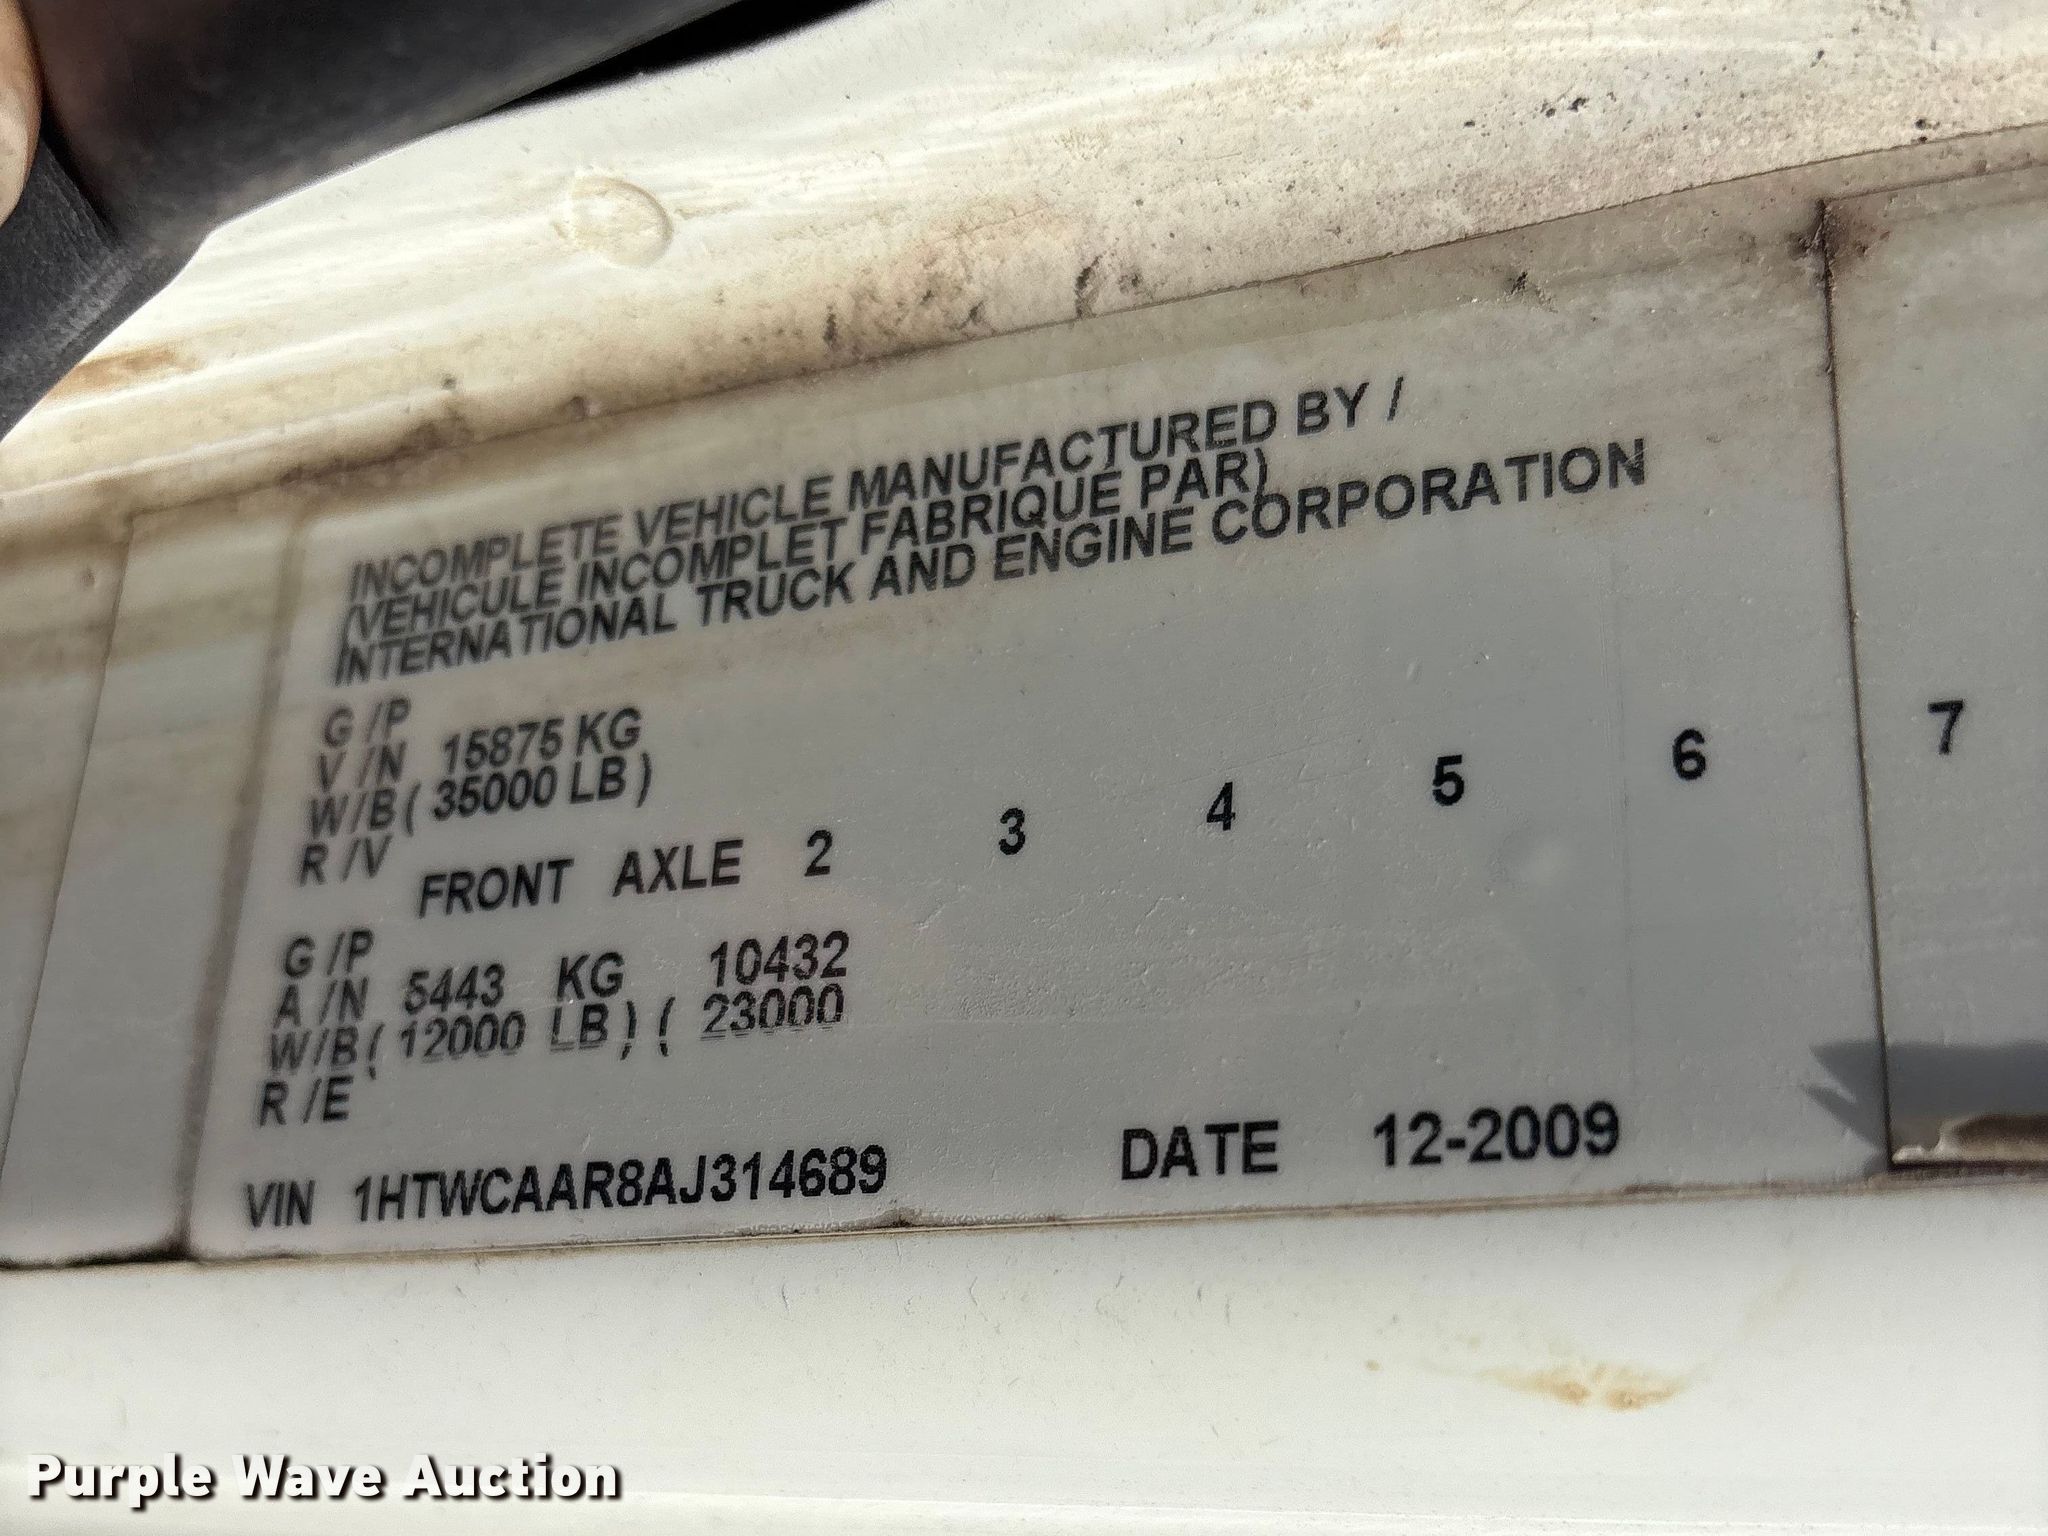 INCOMPLETE VEHICLE MANUFACTURED BY /
(VEHICULE INCOMPLET FABRIQUÉ PAR)
INTERNATIONAL TRUCK AND ENGINE CORPORATION
G /P
V /N 15875 KG
W/B( 35000 LB )
R /V
FRONT AXLE 2 3 4 5 6 7
G /P
A /N 5443 KG 10432
W/B( 12000 LB ) ( 23000
R /E
VIN 1HTWCAAR8AJ314689 DATE 12-2009
Purple Wave Auction